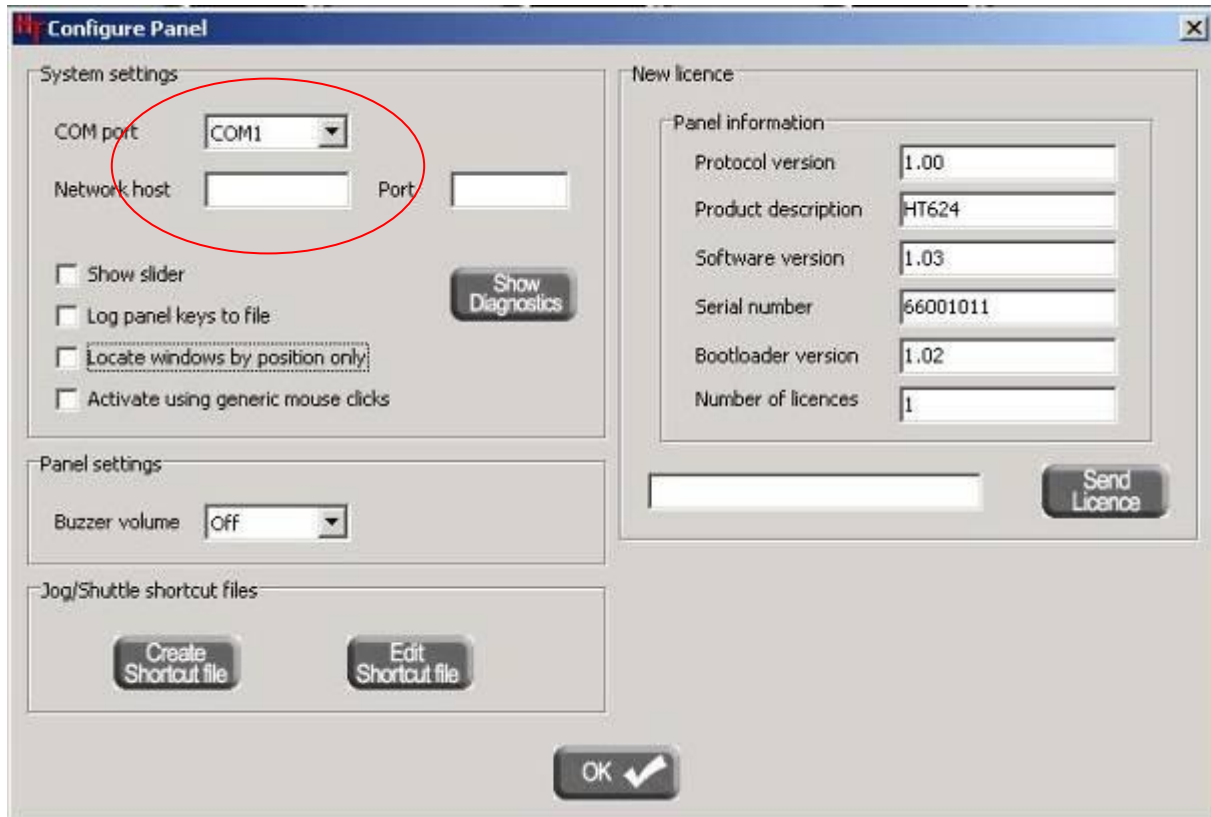 HT Configure Panel
System settings
COM port COM1
Network host Port
Show slider
Log panel keys to file
Locate windows by position only
Activate using generic mouse clicks
Show
Diagnostics
Panel settings
Buzzer volume Off
Jog/Shuttle shortcut files
Create
Shortcut file
Edit
Shortcut file
New licence
Panel information
Protocol version 1.00
Product description HT624
Software version 1.03
Serial number 66001011
Bootloader version 1.02
Number of licences 1
Send
Licence
OK